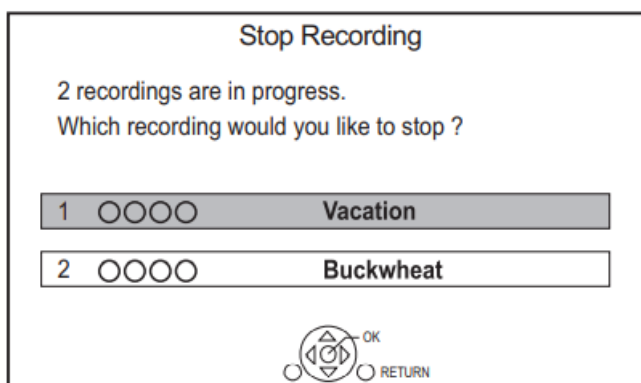 Stop Recording
2 recordings are in progress.
Which recording would you like to stop ?
1 ○○○○ Vacation
2 ○○○○ Buckwheat
OK
RETURN